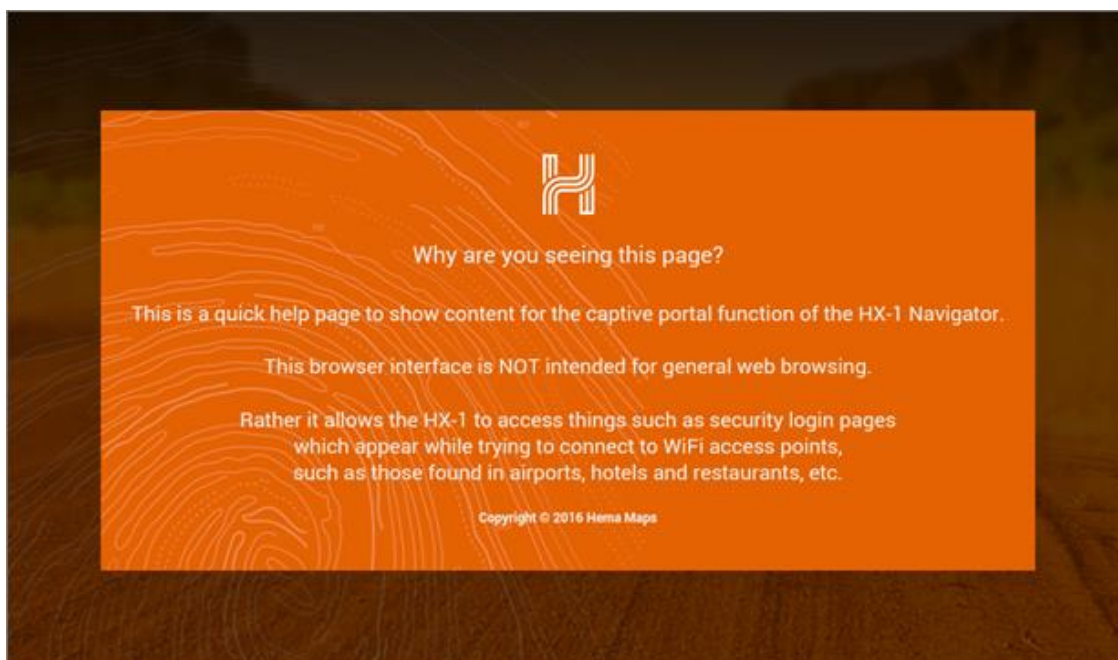 H
Why are you seeing this page?
This is a quick help page to show content for the captive portal function of the HX-1 Navigator.
This browser interface is NOT intended for general web browsing.
Rather it allows the HX-1 to access things such as security login pages
which appear while trying to connect to WiFi access points,
such as those found in airports, hotels and restaurants, etc.
Copyright © 2016 Hema Maps